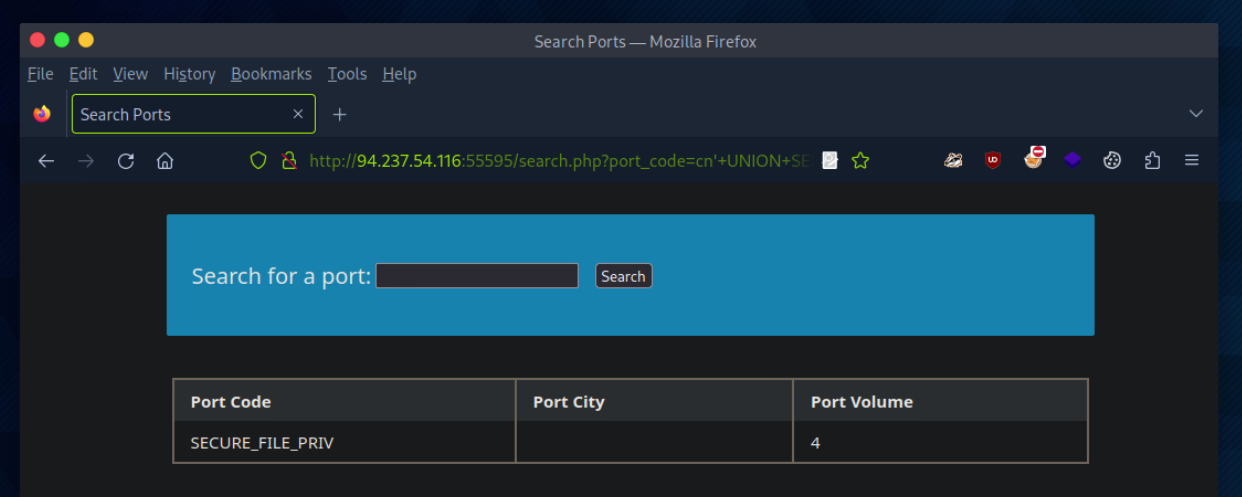 Search Ports — Mozilla Firefox
File Edit View History Bookmarks Tools Help
Search Ports
http://94.237.54.116:55595/search.php?port_code=cn'+UNION+SE
Search for a port: Search
Port Code Port City Port Volume
SECURE_FILE_PRIV 4